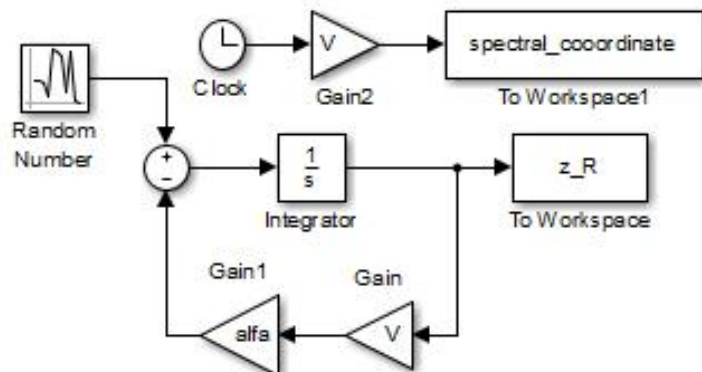 V
spectral_cooordinate
Clock
Gain2
To Workspace1
Random
Number
+
−
1
s
z_R
Integrator
To Workspace
Gain1
Gain
alfa
V